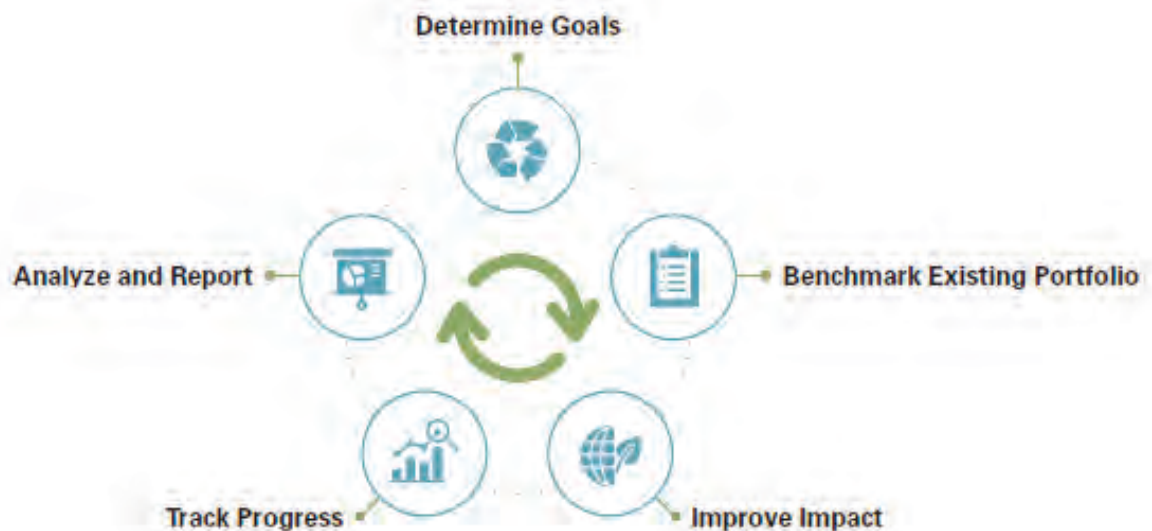 Determine Goals
Analyze and Report
Benchmark Existing Portfolio
Track Progress
Improve Impact